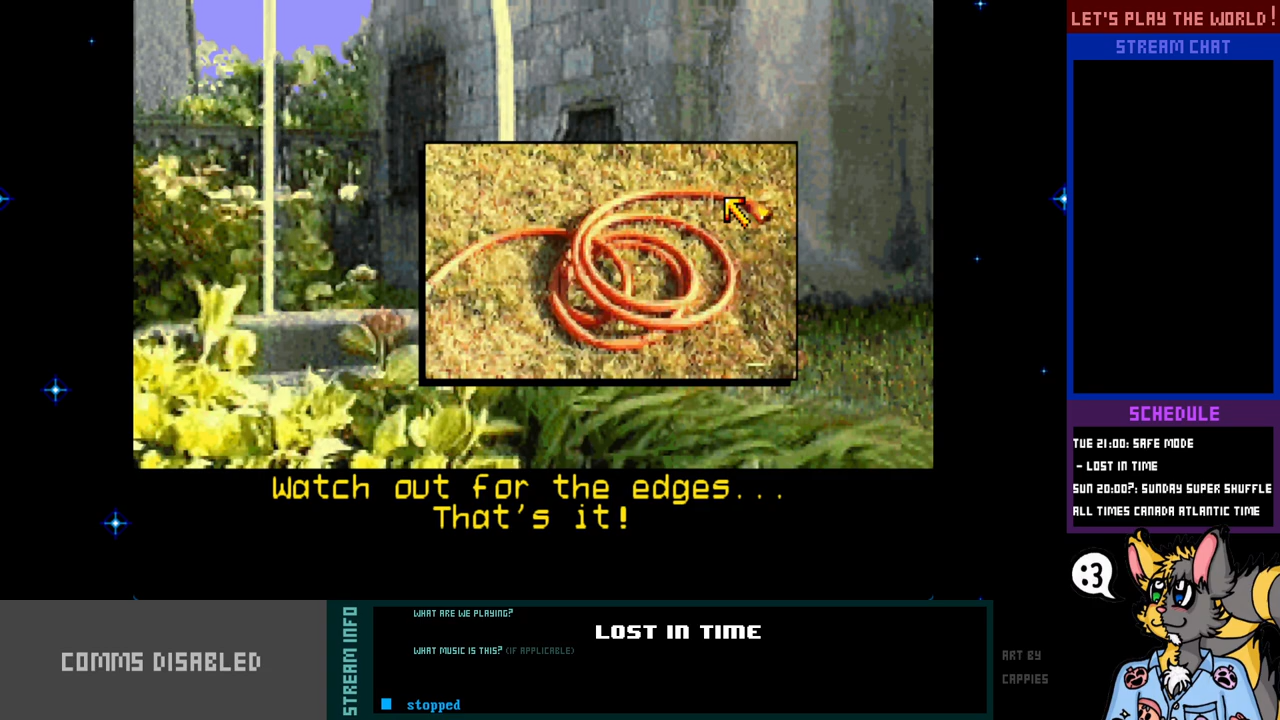 LET'S PLAY THE WORLD!
STREAM CHAT
Watch out for the edges...
That's it!
SCHEDULE
TUE 21:00: SAFE MODE
- LOST IN TIME
SUN 20:00?: SUNDAY SUPER SHUFFLE
ALL TIMES CANADA ATLANTIC TIME
:3
COMMS DISABLED
STREAM INFO
WHAT ARE WE PLAYING?
LOST IN TIME
WHAT MUSIC IS THIS? (IF APPLICABLE)
stopped
ART BY
CAPPIES